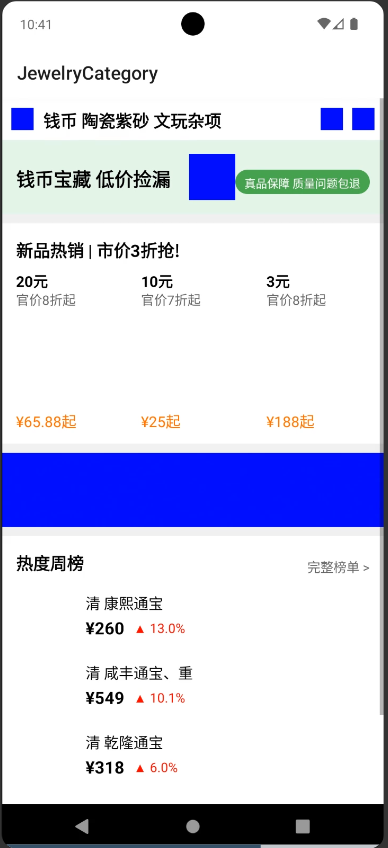 10:41
JewelryCategory
钱币 陶瓷紫砂 文玩杂项
钱币宝藏 低价捡漏
真品保障 质量问题包退
新品热销 | 市价3折抢!
20元 10元 3元
官价8折起 官价7折起 官价8折起
¥65.88起 ¥25起 ¥188起
热度周榜 完整榜单 >
清 康熙通宝
¥260 ▲ 13.0%
清 咸丰通宝、重
¥549 ▲ 10.1%
清 乾隆通宝
¥318 ▲ 6.0%